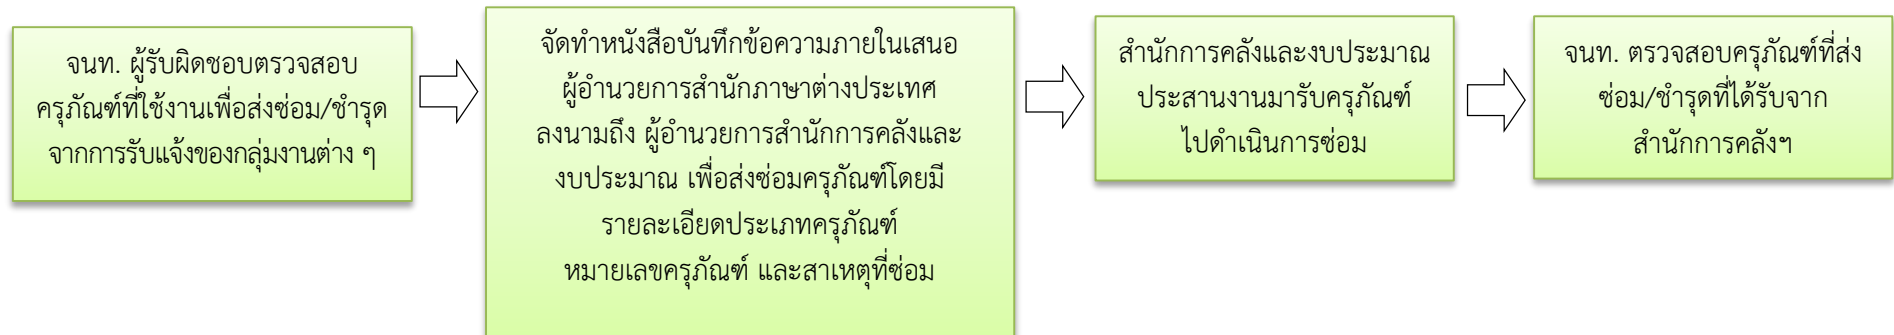 จนท. ผู้รับผิดชอบตรวจสอบ
ครุภัณฑ์ที่ใช้งานเพื่อส่งซ่อม/ชำรุด
จากการรับแจ้งของกลุ่มงานต่าง ๆ
จัดทำหนังสือบันทึกข้อความภายในเสนอ
ผู้อำนวยการสำนักภาษาต่างประเทศ
ลงนามถึง ผู้อำนวยการสำนักการคลังและ
งบประมาณ เพื่อส่งซ่อมครุภัณฑ์โดยมี
รายละเอียดประเภทครุภัณฑ์
หมายเลขครุภัณฑ์ และสาเหตุที่ซ่อม
สำนักการคลังและงบประมาณ
ประสานงานมารับครุภัณฑ์
ไปดำเนินการซ่อม
จนท. ตรวจสอบครุภัณฑ์ที่ส่ง
ซ่อม/ชำรุดที่ได้รับจาก
สำนักการคลังฯ